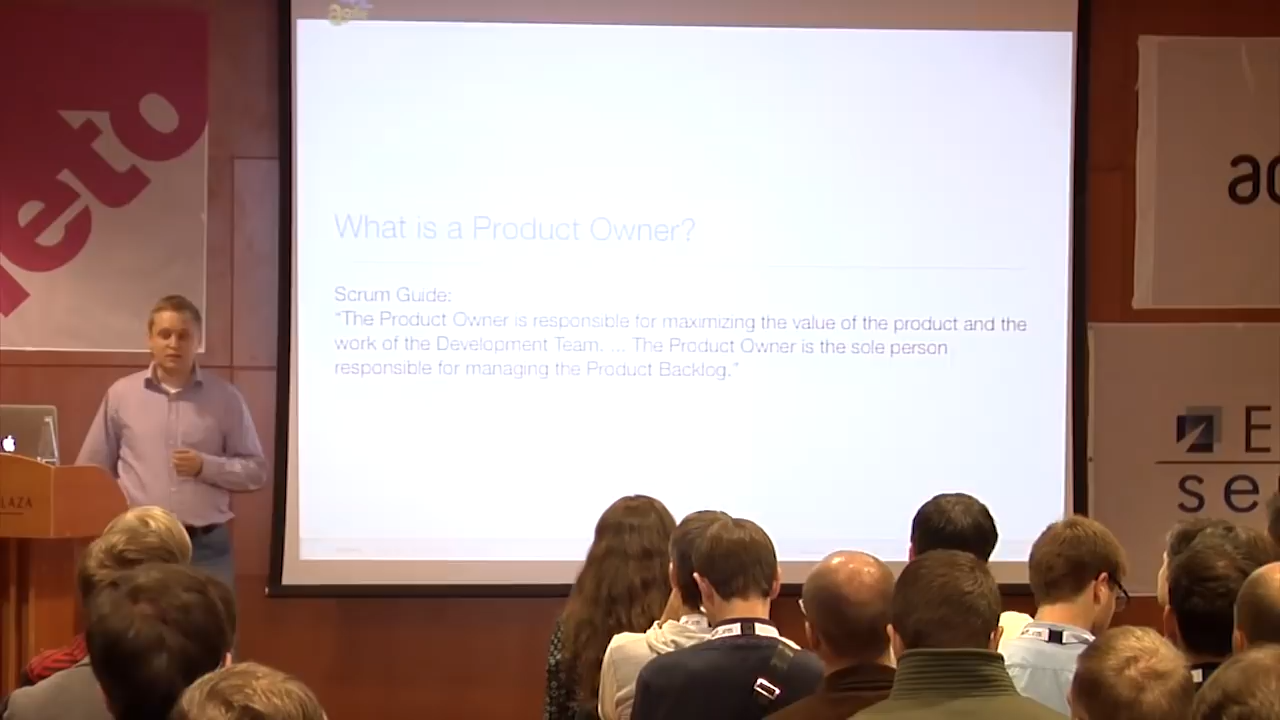 What is a Product Owner?
Scrum Guide:
"The Product Owner is responsible for maximizing the value of the product and the
work of the Development Team. ... The Product Owner is the sole person
responsible for managing the Product Backlog."